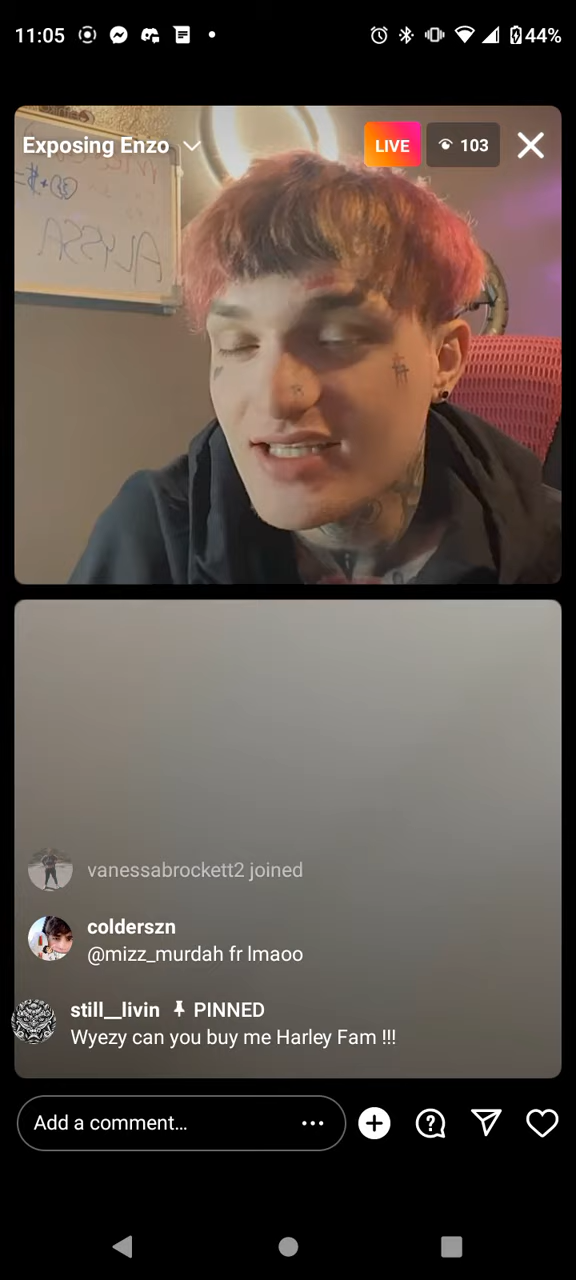 11:05
44%
Exposing Enzo
LIVE
103
ALYSSA
vanessabrockett2 joined
colderszn
@mizz_murdah fr lmaoo
still__livin PINNED
Wyezy can you buy me Harley Fam !!!
Add a comment…